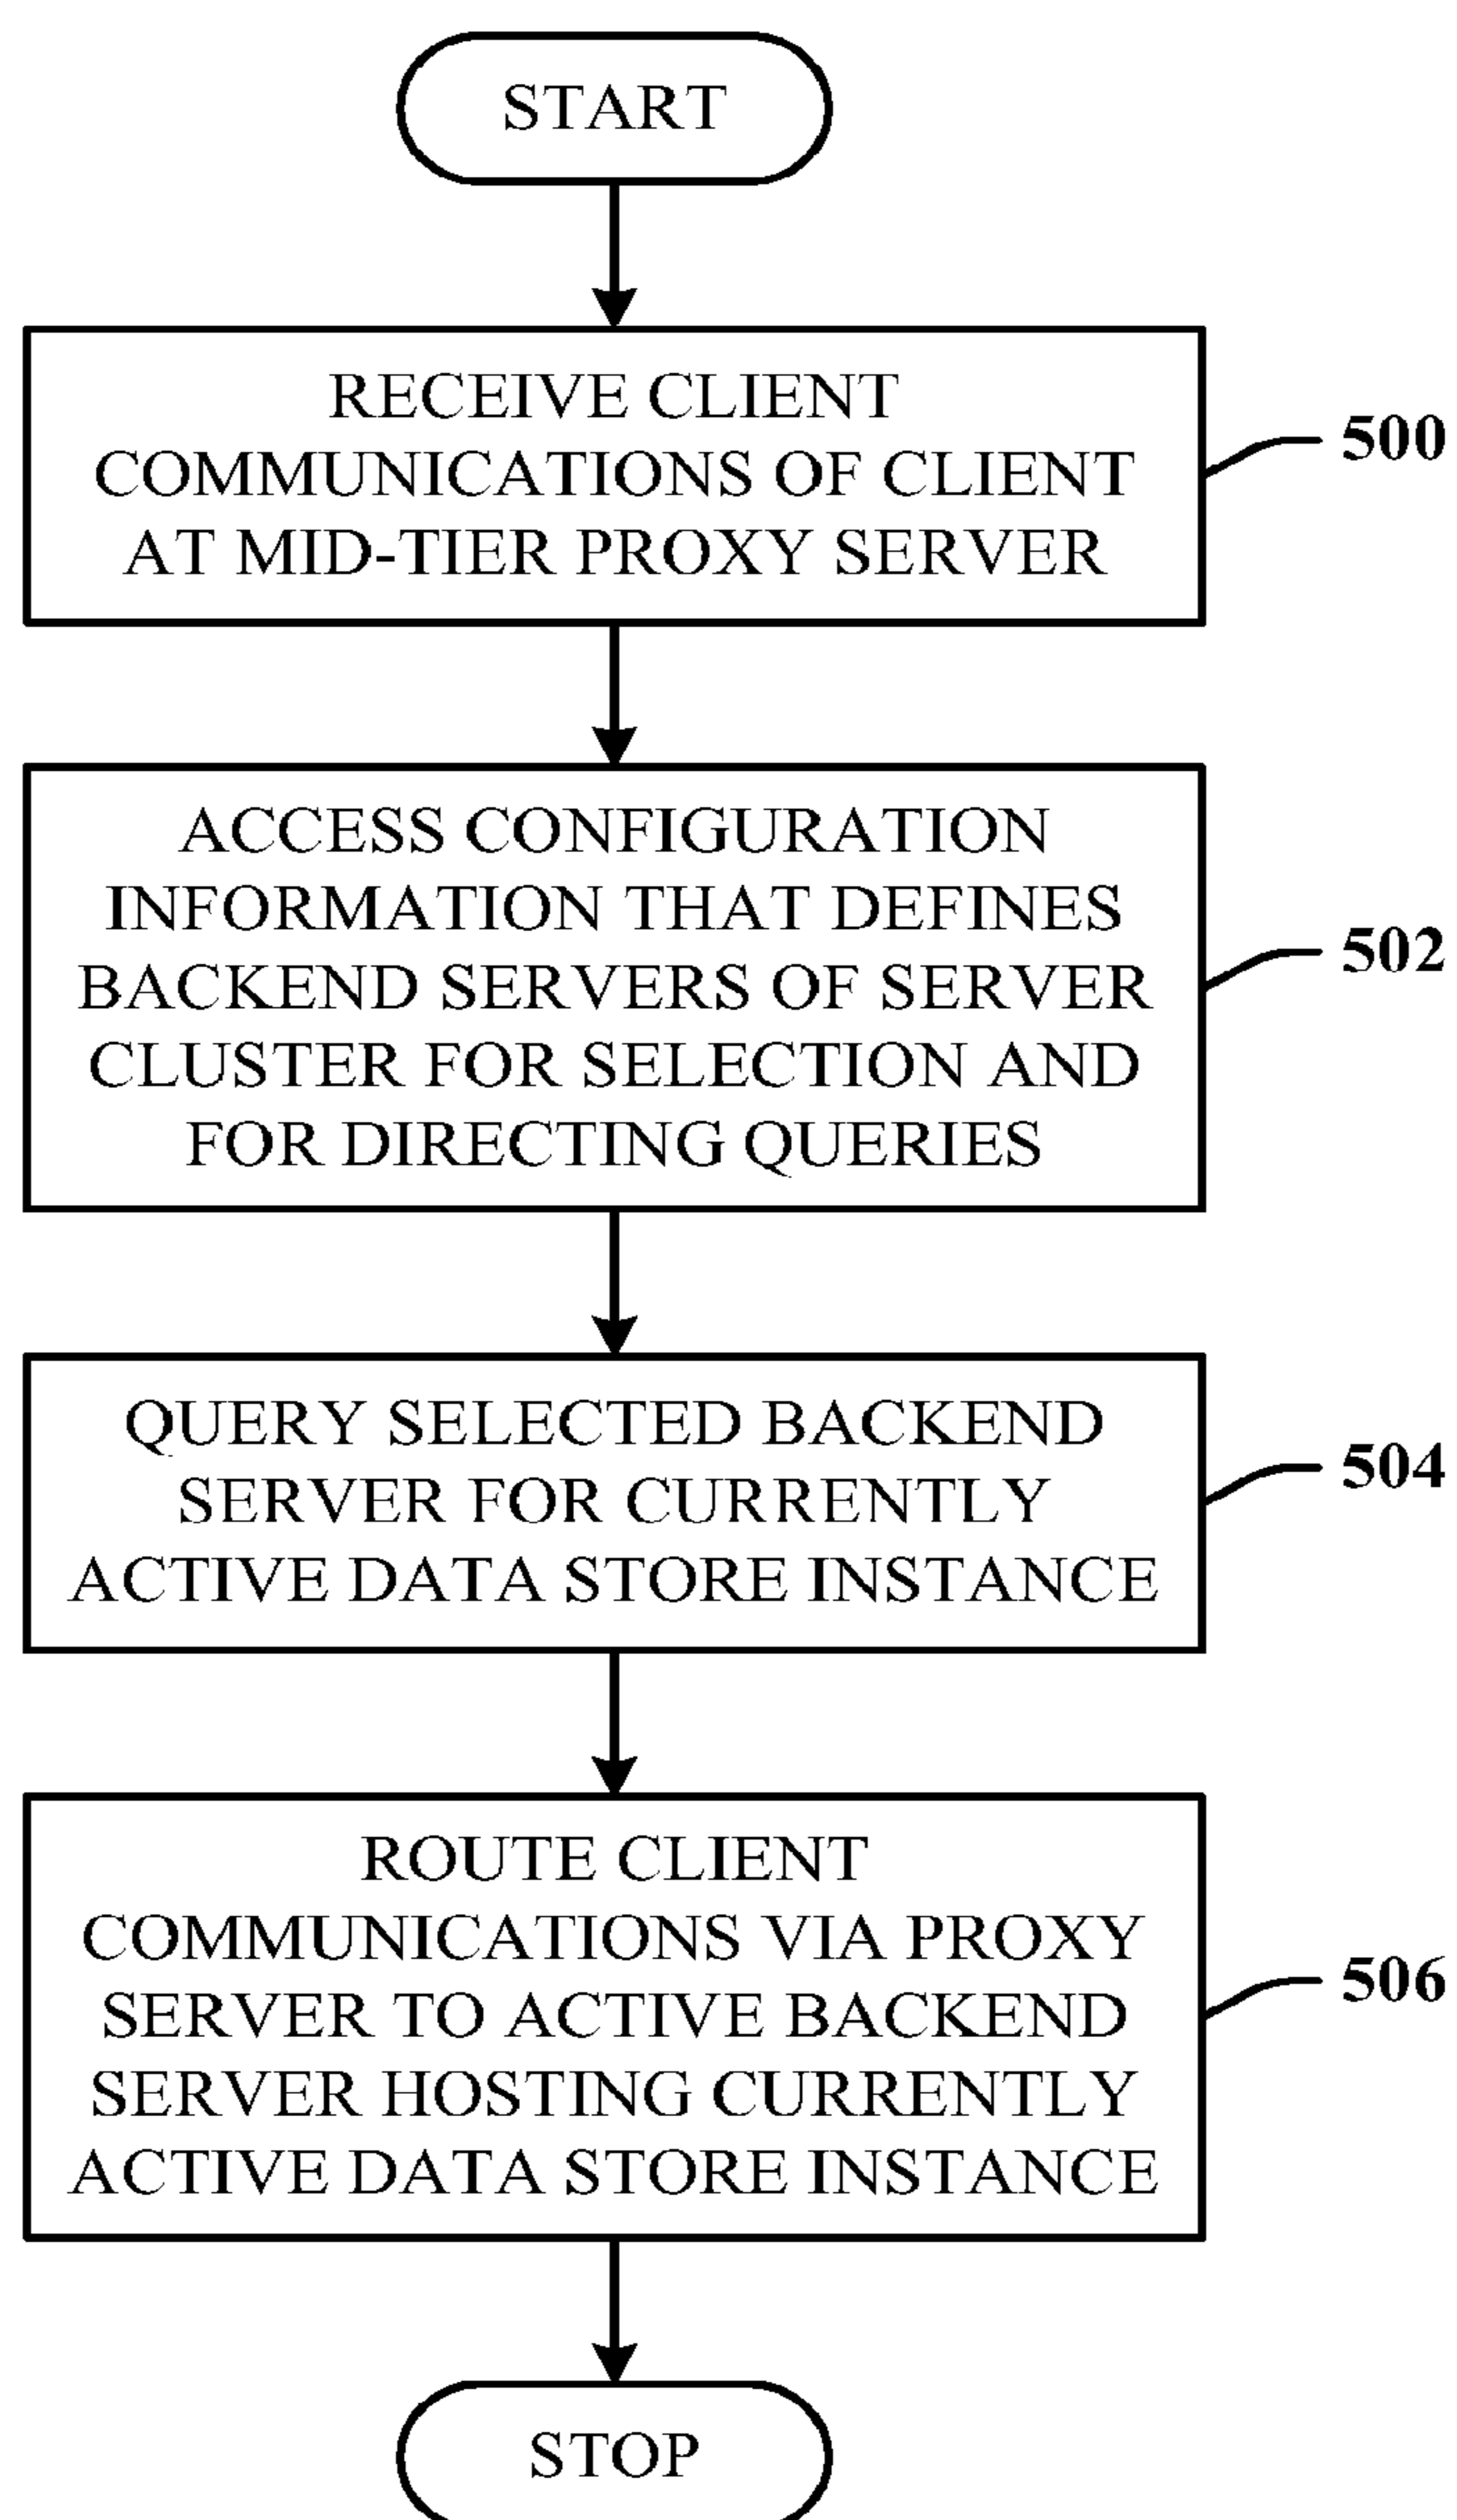 START
RECEIVE CLIENT
COMMUNICATIONS OF CLIENT
AT MID-TIER PROXY SERVER
500
ACCESS CONFIGURATION
INFORMATION THAT DEFINES
BACKEND SERVERS OF SERVER
CLUSTER FOR SELECTION AND
FOR DIRECTING QUERIES
502
QUERY SELECTED BACKEND
SERVER FOR CURRENTLY
ACTIVE DATA STORE INSTANCE
504
ROUTE CLIENT
COMMUNICATIONS VIA PROXY
SERVER TO ACTIVE BACKEND
SERVER HOSTING CURRENTLY
ACTIVE DATA STORE INSTANCE
506
STOP